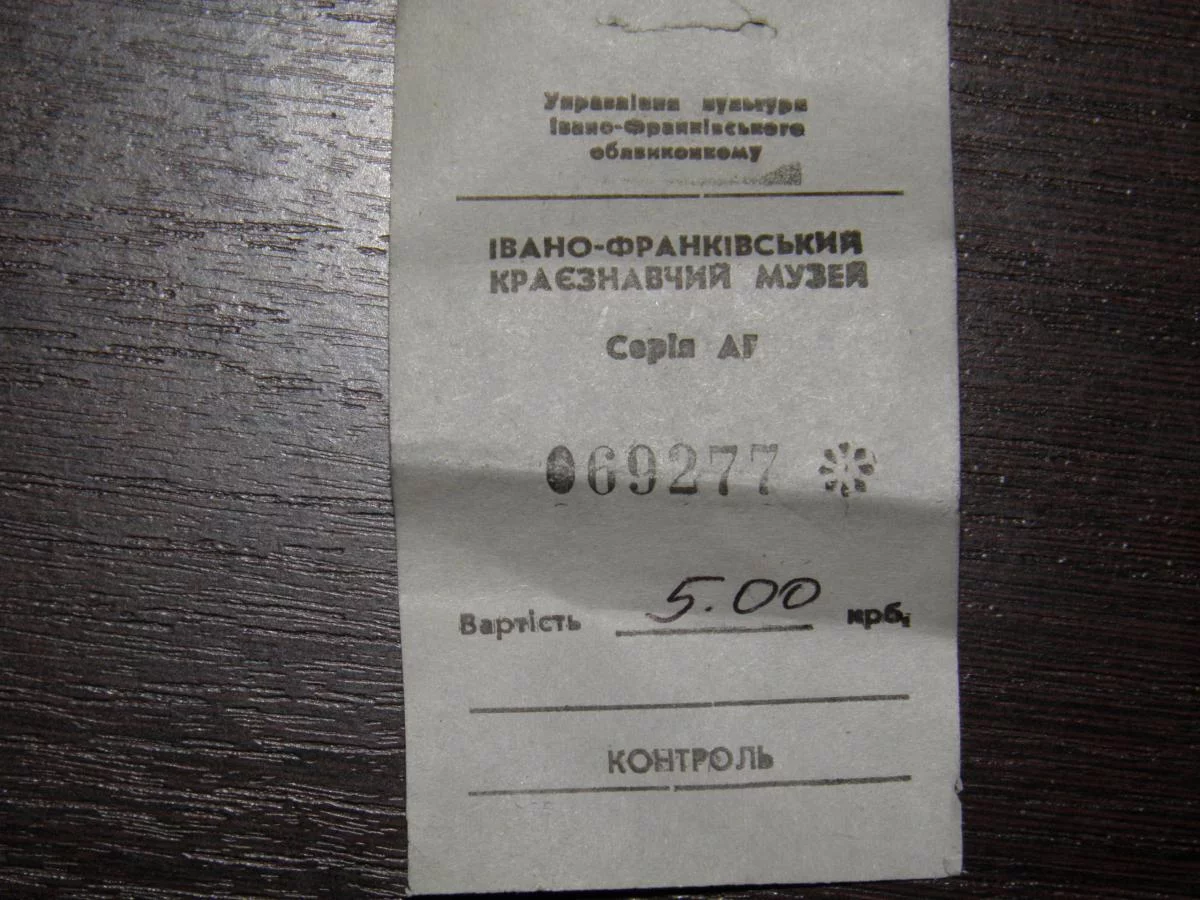 Управління культури
Івано-Франківського
облвиконкому
ІВАНО-ФРАНКІВСЬКИЙ
КРАЄЗНАВЧИЙ МУЗЕЙ
Серія АГ
069277
Вартість 5.00 крб.
КОНТРОЛЬ